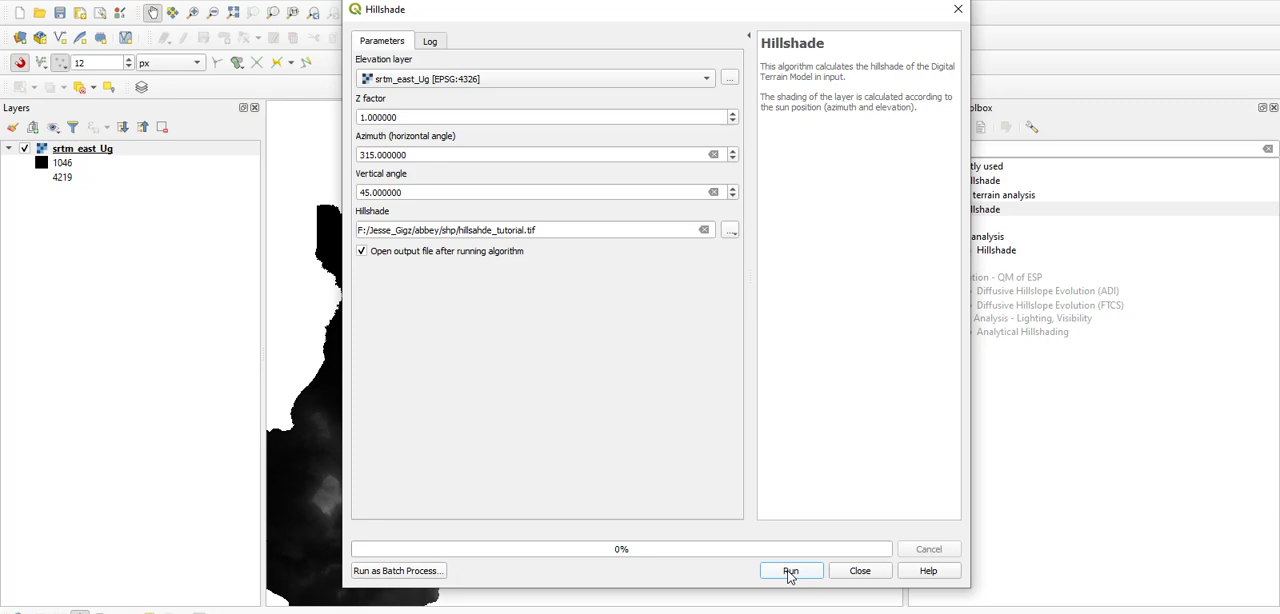 Hillshade
12
px
Parameters
Log
Elevation layer
srtm_east_Ug [EPSG:4326]
...
Z factor
1.000000
Azimuth (horizontal angle)
315.000000
Vertical angle
45.000000
Hillshade
F:/Jesse_Gigz/abbey/shp/hillsahde_tutorial.tif
...
Open output file after running algorithm
Hillshade
This algorithm calculates the hillshade of the Digital
Terrain Model in input.
The shading of the layer is calculated according to
the sun position (azimuth and elevation).
Layers
srtm_east_Ug
1046
4219
olbox
tly used
llshade
terrain analysis
llshade
analysis
Hillshade
tion - QM of ESP
Diffusive Hillslope Evolution (ADI)
Diffusive Hillslope Evolution (FTCS)
Analysis - Lighting, Visibility
Analytical Hillshading
0%
Cancel
Run as Batch Process...
Run
Close
Help